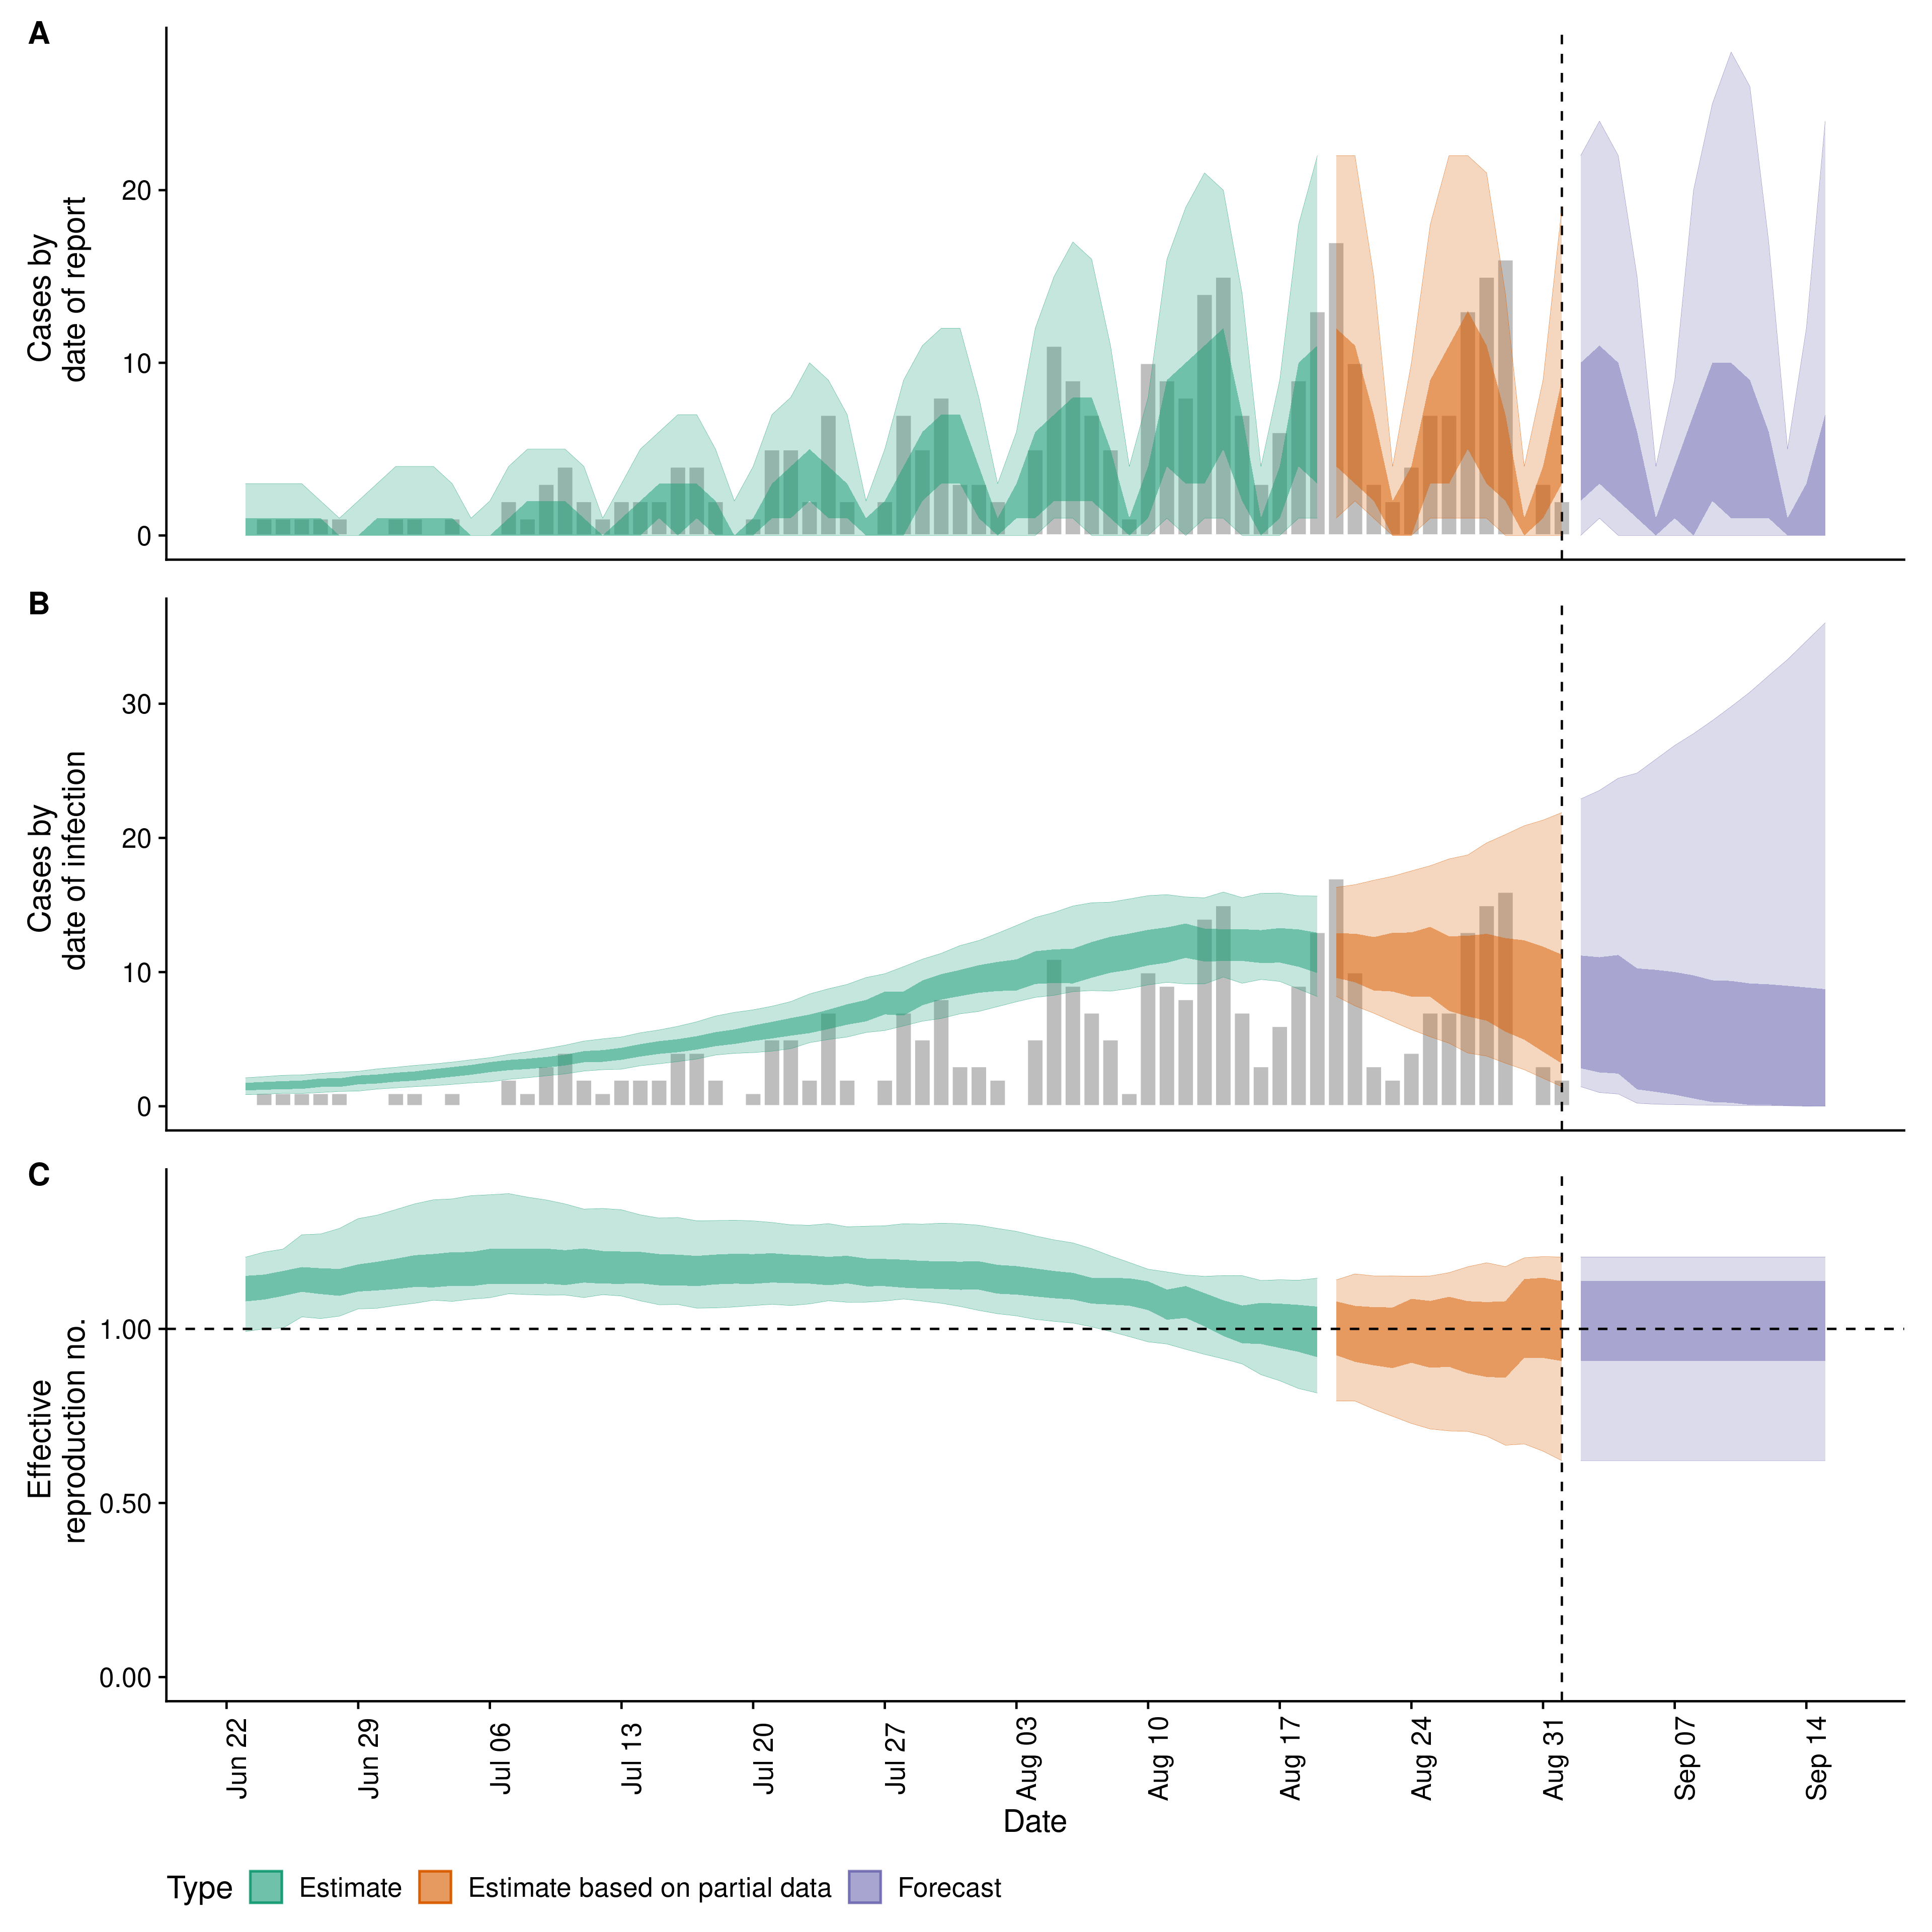 A
Cases by
date of report
20
10
0
B
Cases by
date of infection
30
20
10
0
C
Effective
reproduction no.
1.00
0.50
0.00
Jun 22
Jun 29
Jul 06
Jul 13
Jul 20
Jul 27
Aug 03
Aug 10
Aug 17
Aug 24
Aug 31
Sep 07
Sep 14
Date
Type Estimate Estimate based on partial data Forecast